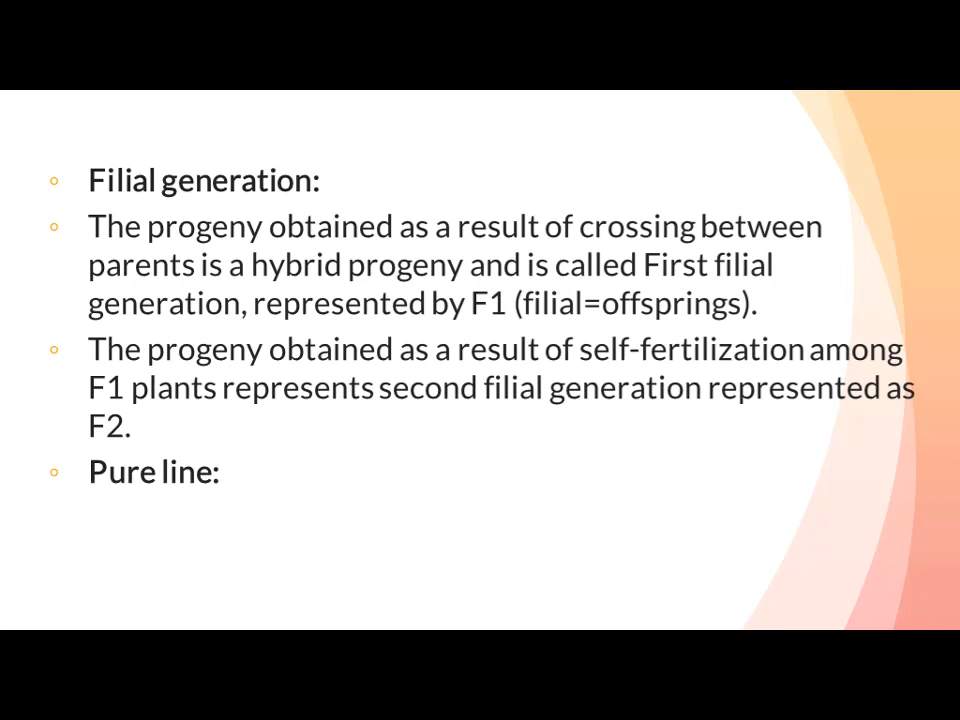 Filial generation:
The progeny obtained as a result of crossing between
parents is a hybrid progeny and is called First filial
generation, represented by F1 (filial=offsprings).
The progeny obtained as a result of self-fertilization among
F1 plants represents second filial generation represented as
F2.
Pure line: